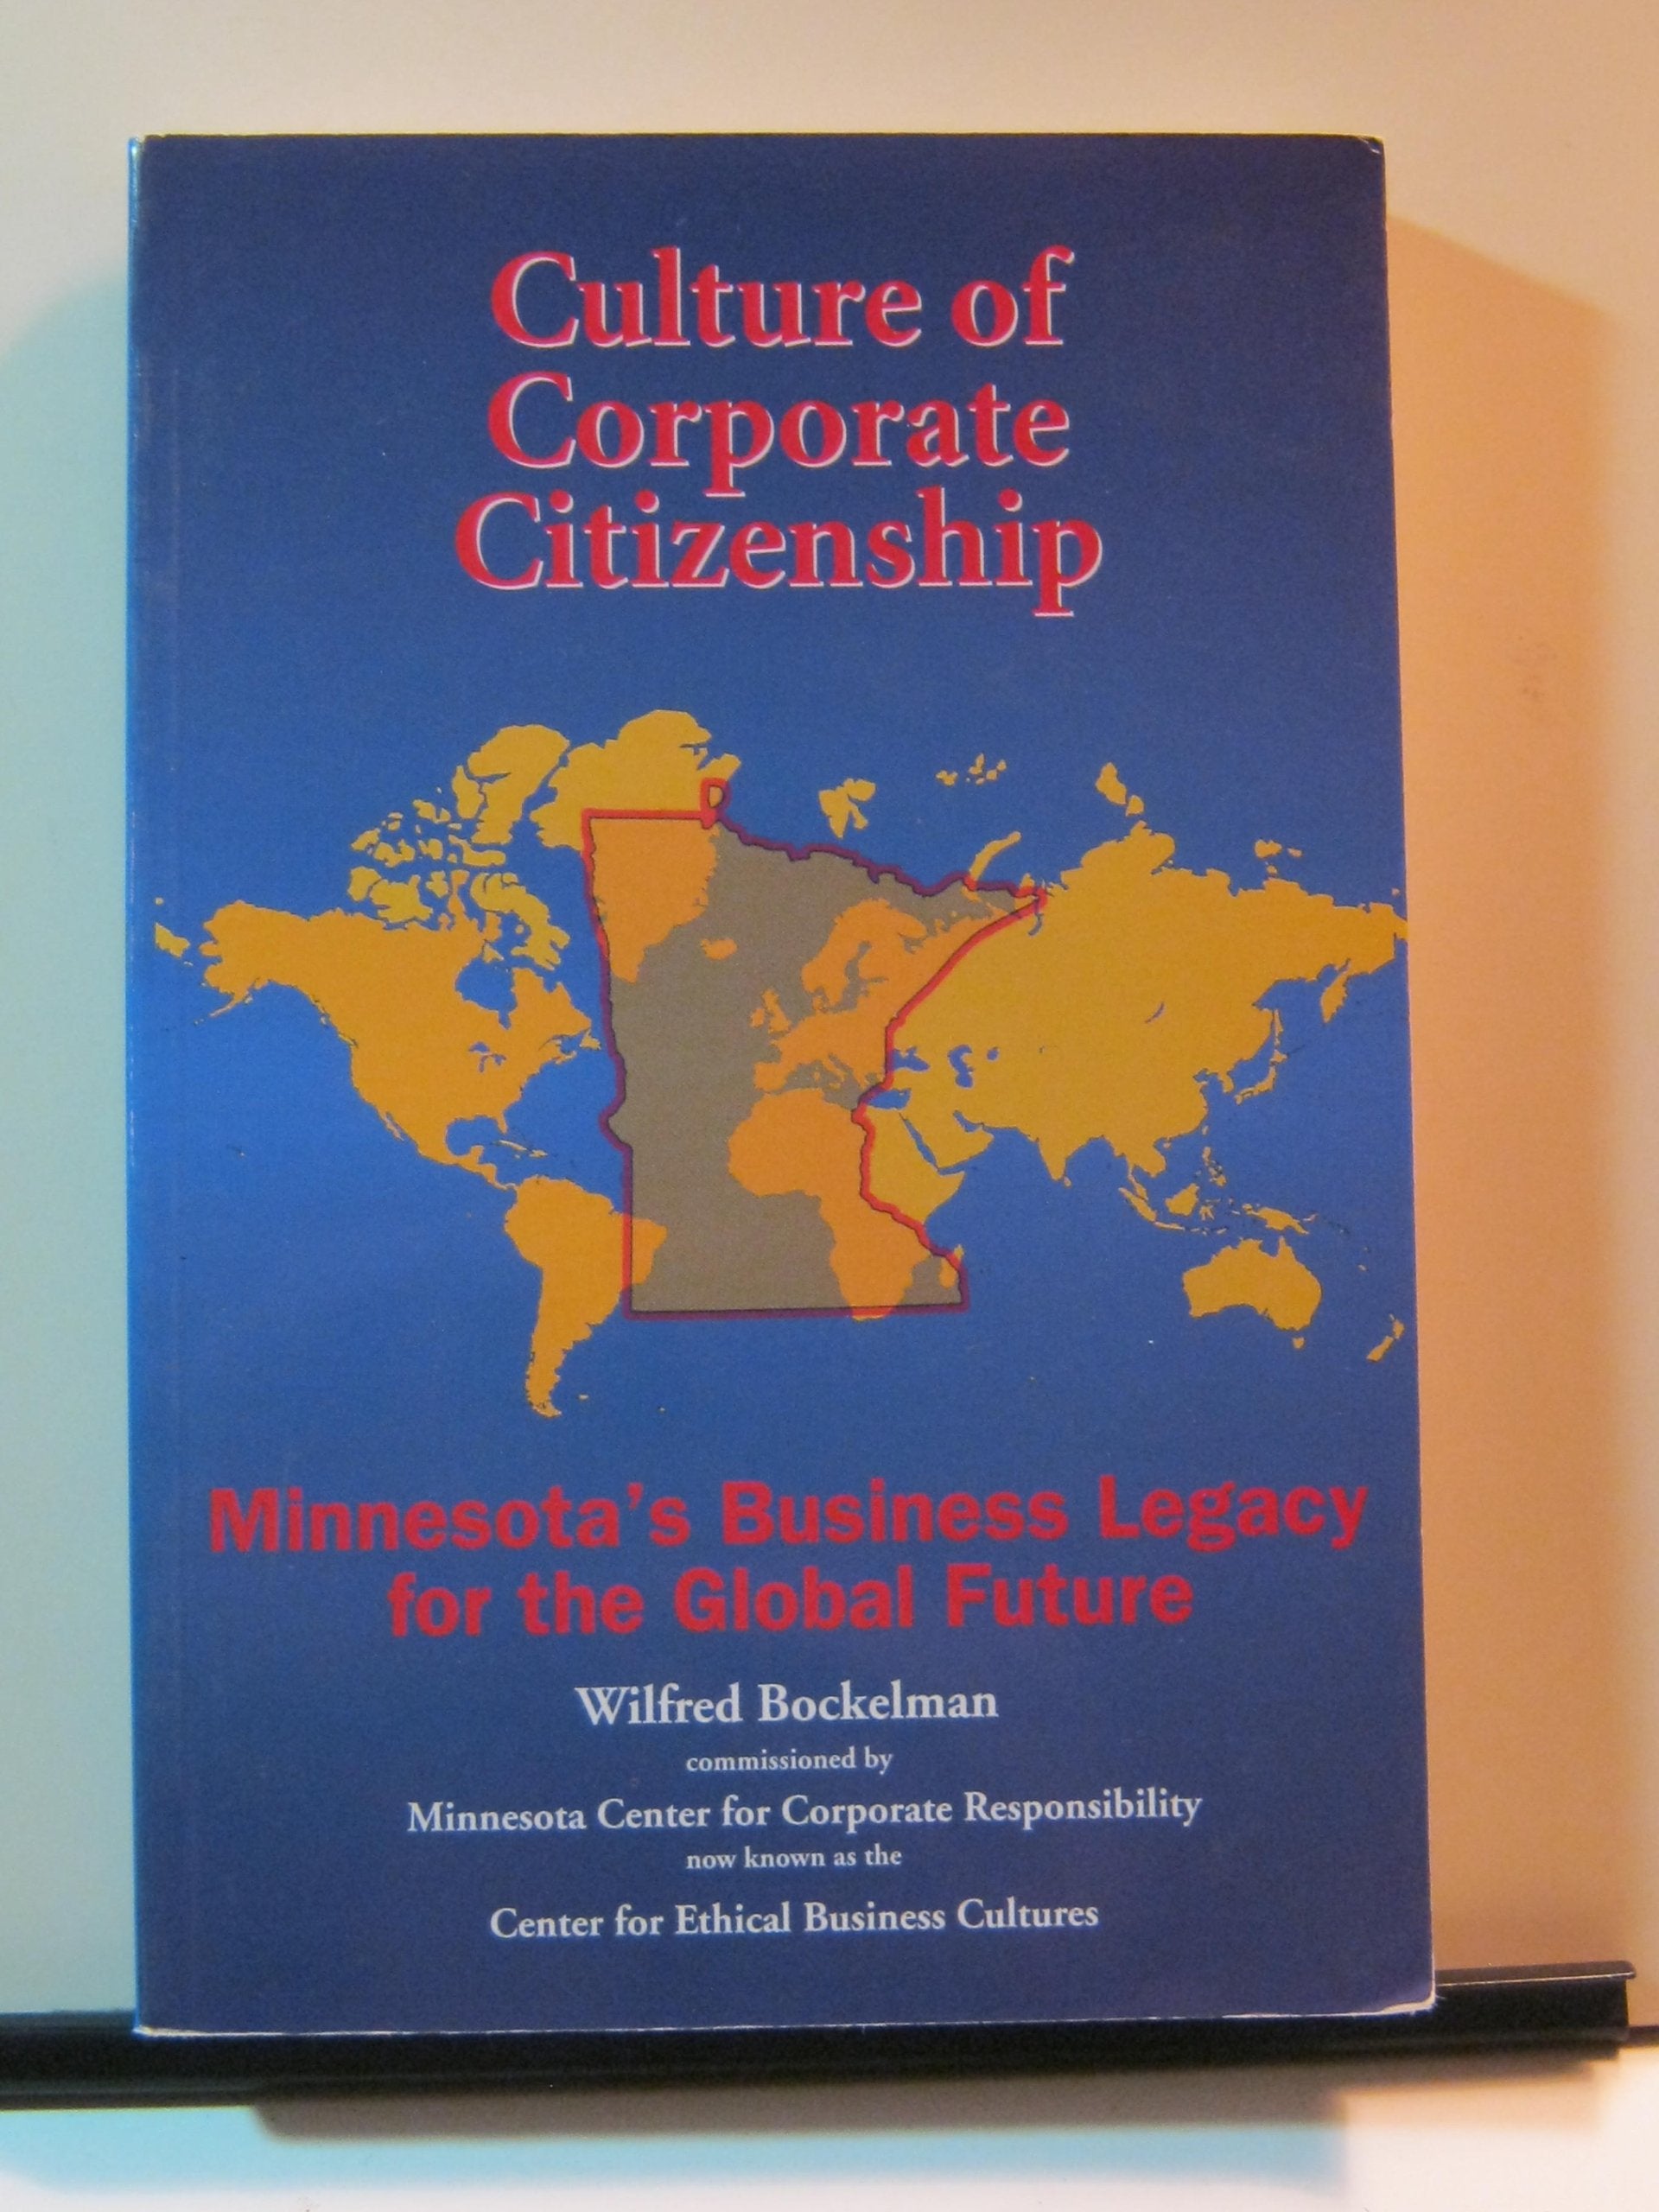 Culture of
Corporate
Citizenship
Minnesota's Business Legacy
for the Global Future
Wilfred Bockelman
commissioned by
Minnesota Center for Corporate Responsibility
now known as the
Center for Ethical Business Cultures